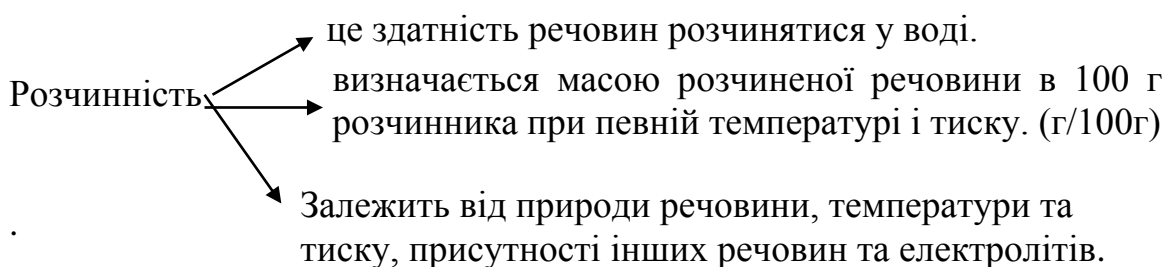 це здатність речовин розчинятися у воді.
Розчинність
визначається масою розчиненої речовини в 100 г
розчинника при певній температурі і тиску. (г/100г)
Залежить від природи речовини, температури та
.
тиску, присутності інших речовин та електролітів.